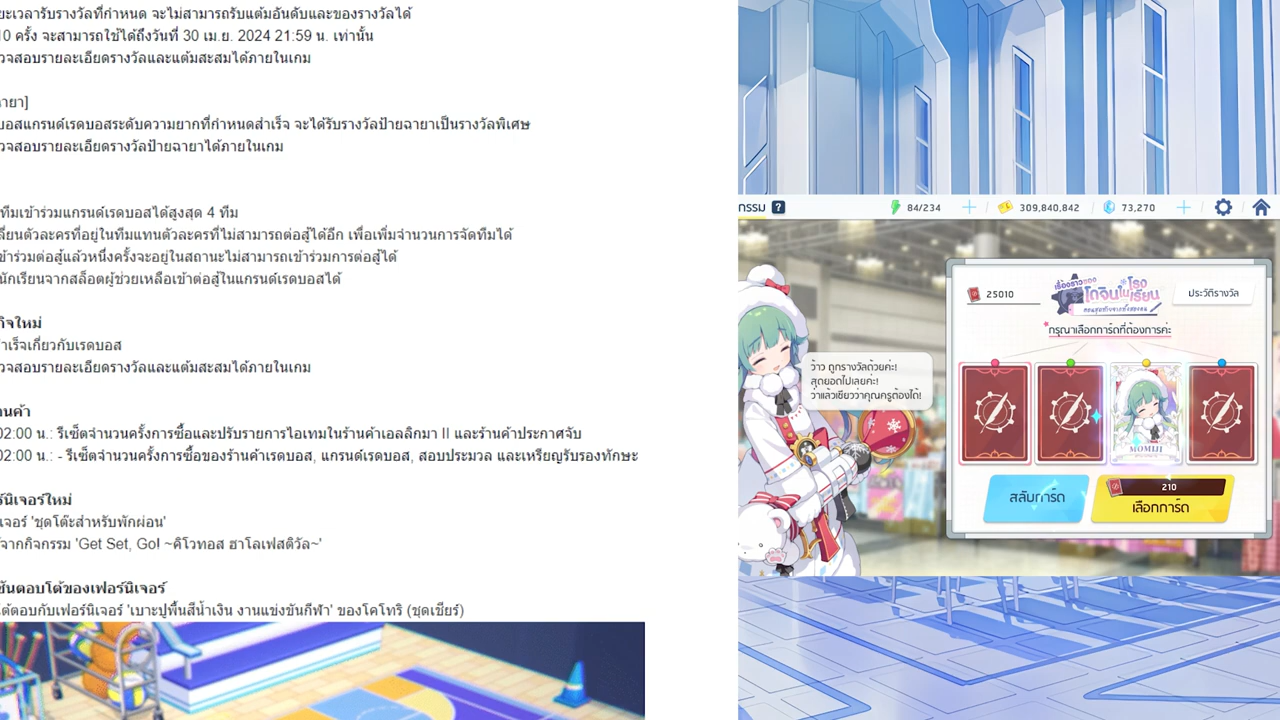 ยะเวลารับรางวัลที่กำหนด จะไม่สามารถรับแต้มอันดับและของรางวัลได้
10 ครั้ง จะสามารถใช้ได้ถึงวันที่ 30 เม.ย. 2024 21:59 น. เท่านั้น
วจสอบรายละเอียดรางวัลและแต้มสะสมได้ภายในเกม
ฉายา]
บอสแกรนด์เรดบอสระดับความยากที่กำหนดสำเร็จ จะได้รับรางวัลป้ายฉายาเป็นรางวัลพิเศษ
วจสอบรายละเอียดรางวัลป้ายฉายาได้ภายในเกม
ทีมเข้าร่วมแกรนด์เรดบอสได้สูงสุด 4 ทีม
ลี่ยนตัวละครที่อยู่ในทีมแทนตัวละครที่ไม่สามารถต่อสู้ได้อีก เพื่อเพิ่มจำนวนการจัดทีมได้
ข้าร่วมต่อสู้แล้วหนึ่งครั้งจะอยู่ในสถานะไม่สามารถเข้าร่วมการต่อสู้ได้
นักเรียนจากสล็อตผู้ช่วยเหลือเข้าต่อสู้ในแกรนด์เรดบอสได้
กิจใหม่
ำเร็จเกี่ยวกับเรดบอส
วจสอบรายละเอียดรางวัลและแต้มสะสมได้ภายในเกม
านค้า
02:00 น.: รีเซ็ตจำนวนครั้งการซื้อและปรับรายการไอเทมในร้านค้าเอลลิกมา II และร้านค้าประกาศจับ
02:00 น.: - รีเซ็ตจำนวนครั้งการซื้อของร้านค้าเรดบอส, แกรนด์เรดบอส, สอบประมวล และเหรียญรับรองทักษะ
ร์นิเจอร์ใหม่
เจอร์ 'ชุดโต๊ะสำหรับพักผ่อน'
จากกิจกรรม 'Get Set, Go! ~คิโวทอส ฮาโลเฟสติวัล~'
ชันตอบโต้ของเฟอร์นิเจอร์
ต้ตอบกับเฟอร์นิเจอร์ 'เบาะปูพื้นสีน้ำเงิน งานแข่งขันกีฬา' ของโคโทริ (ชุดเชียร์)
กรรม ?
84/234
309,840,842
73,270
25010
เรื่องราวของ
โดจินในโรงเรียน
ประวัติรางวัล
กรุณาเลือกการ์ดที่ต้องการค่ะ
ว้าว ถูกรางวัลด้วยค่ะ!
สุดยอดไปเลยค่ะ!
ว่าแล้วเชียวว่าคุณครูต้องได้!
MOMIJI
สลับการ์ด
210
เลือกการ์ด